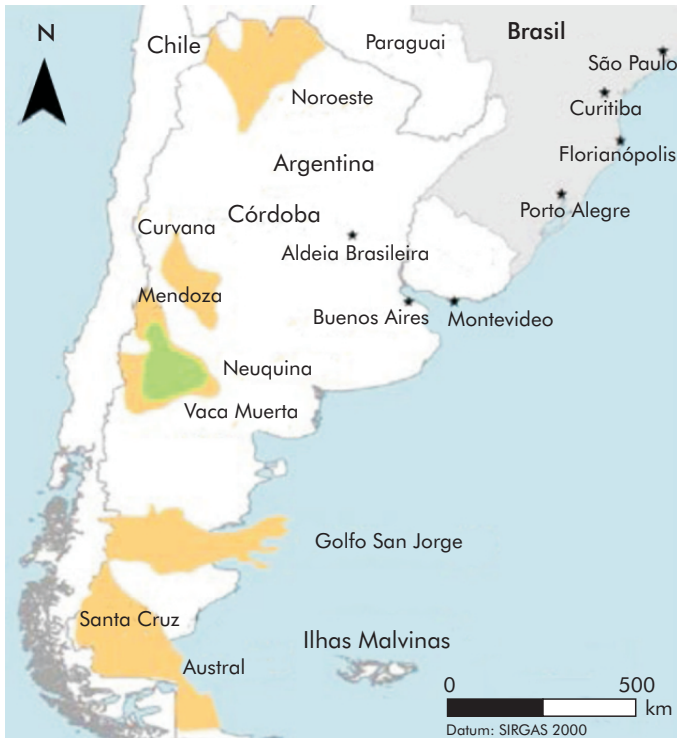 N
Chile
Paraguai
Brasil
São Paulo
Noroeste
Curitiba
Florianópolis
Argentina
Córdoba
Porto Alegre
Curvana
Aldeia Brasileira
Mendoza
Buenos Aires
Montevideo
Neuquina
Vaca Muerta
Golfo San Jorge
Santa Cruz
Ilhas Malvinas
Austral
0
500
km
Datum: SIRGAS 2000